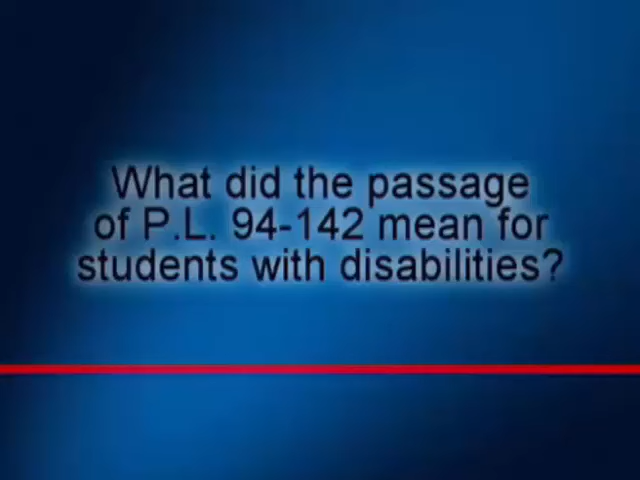 What did the passage
of P.L. 94-142 mean for
students with disabilities?